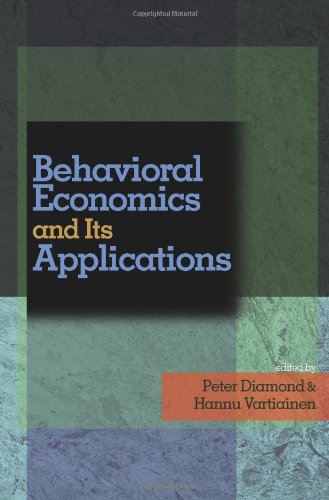 Behavioral
Economics
and Its
Applications
edited by
Peter Diamond &
Hannu Vartiainen